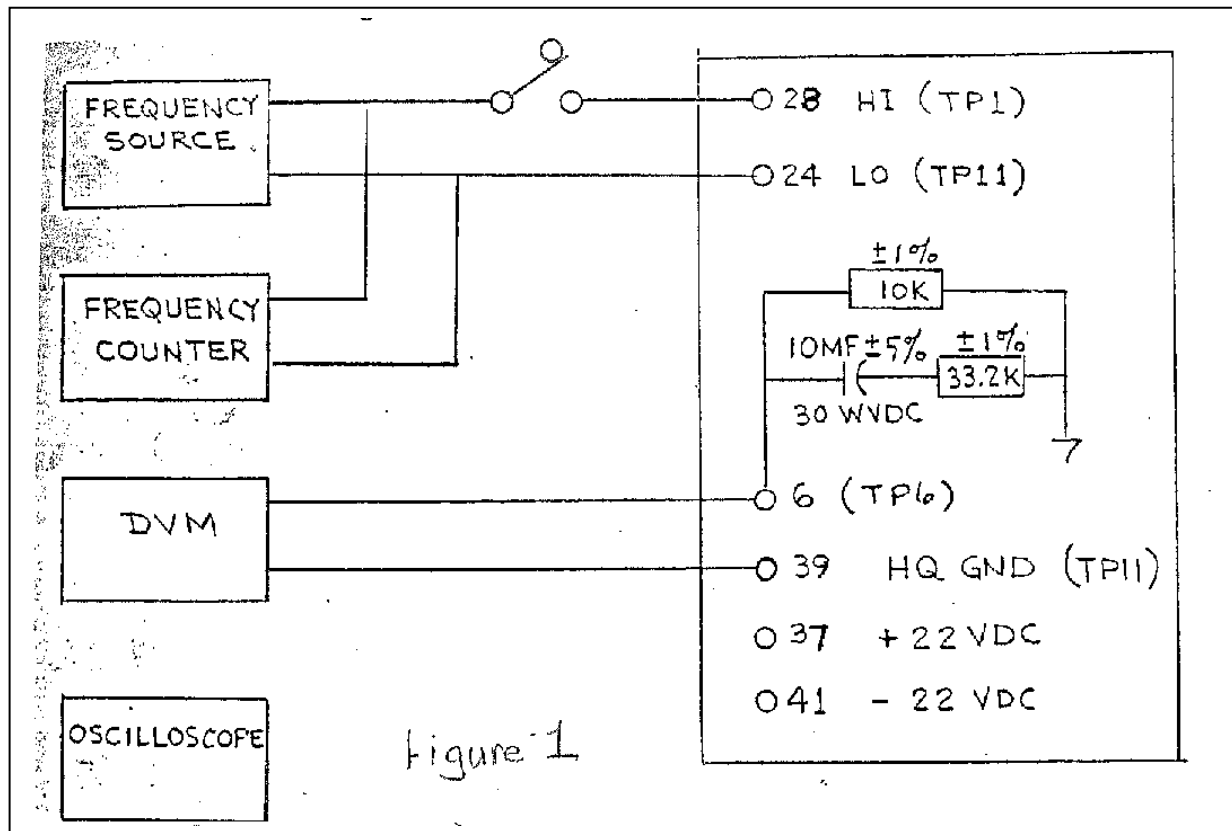 FREQUENCY
SOURCE
28 HI (TP1)
24 LO (TP11)
±1%
10K
FREQUENCY
COUNTER
10MF ±5%
±1%
33.2K
30 WVDC
DVM
6 (TP6)
39 HQ GND (TP11)
37 + 22 VDC
41 - 22 VDC
OSCILLOSCOPE
Figure 1